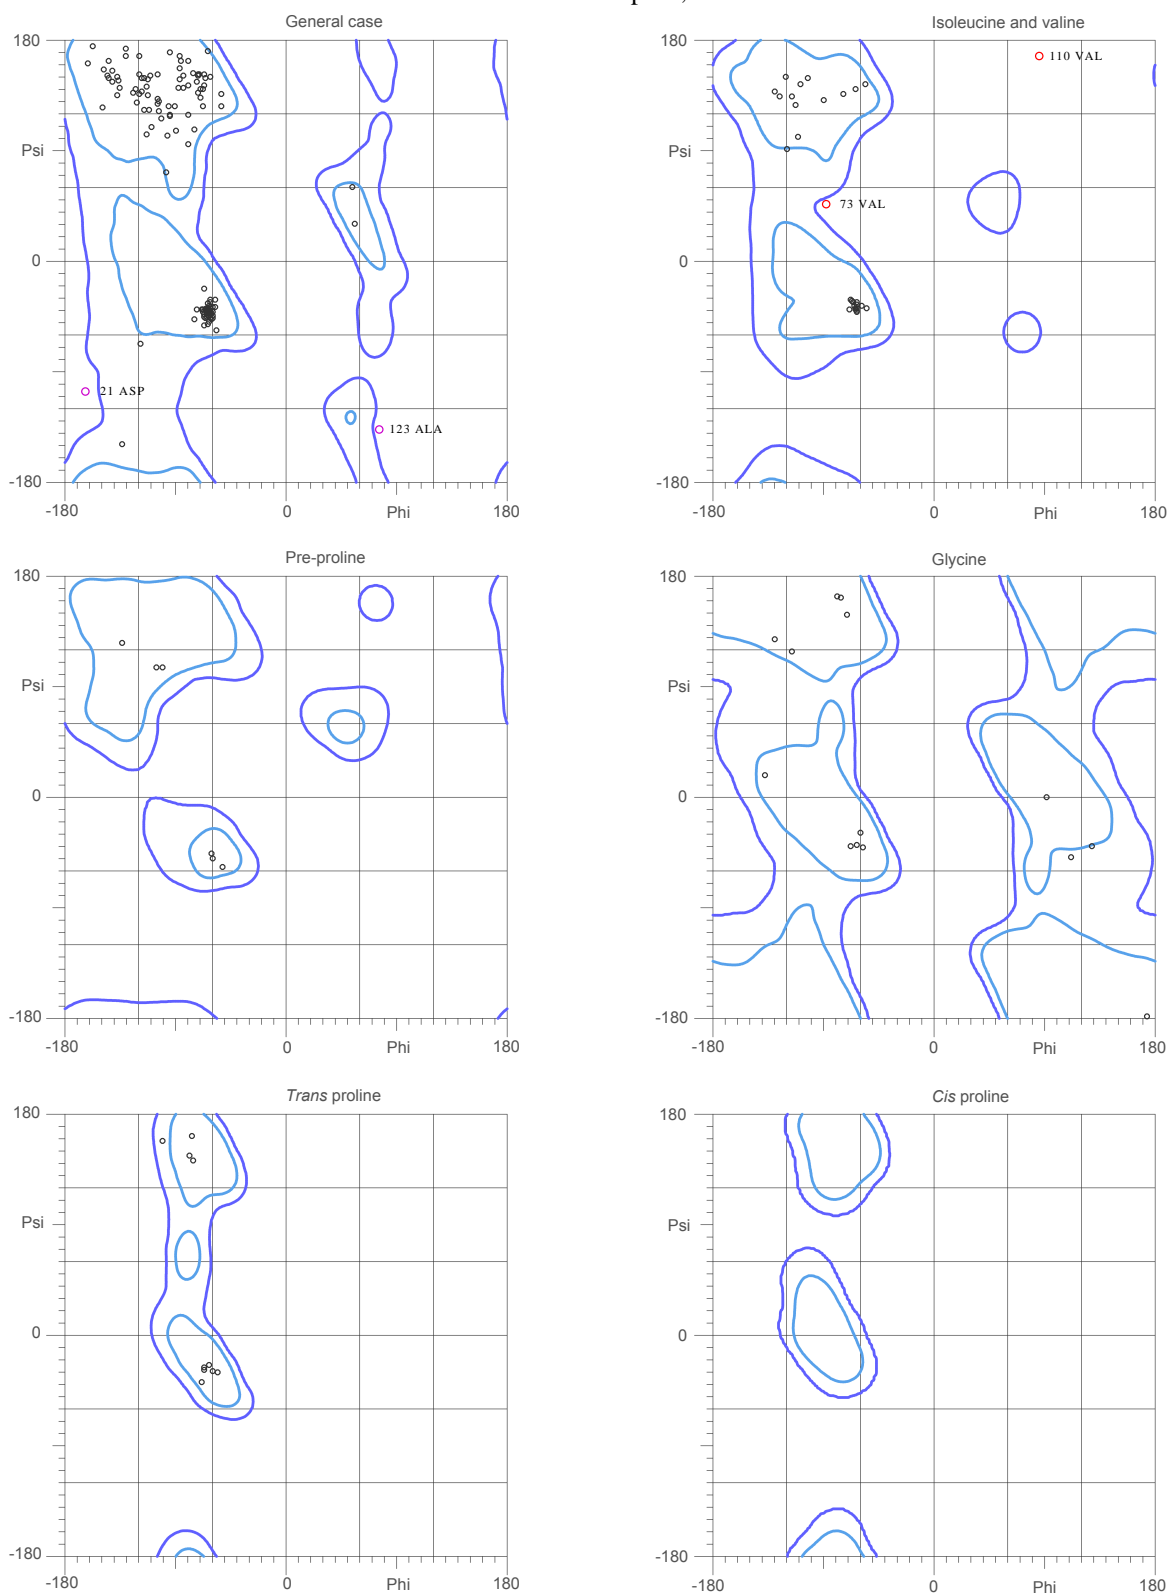 General case
180
Psi
0
-180
-180
0
Phi
180
21 ASP
123 ALA
Isoleucine and valine
180
Psi
0
-180
-180
0
Phi
180
110 VAL
73 VAL
Pre-proline
180
Psi
0
-180
-180
0
Phi
180
Glycine
180
Psi
0
-180
-180
0
Phi
180
Trans proline
180
Psi
0
-180
-180
0
Phi
180
Cis proline
180
Psi
0
-180
-180
0
Phi
180